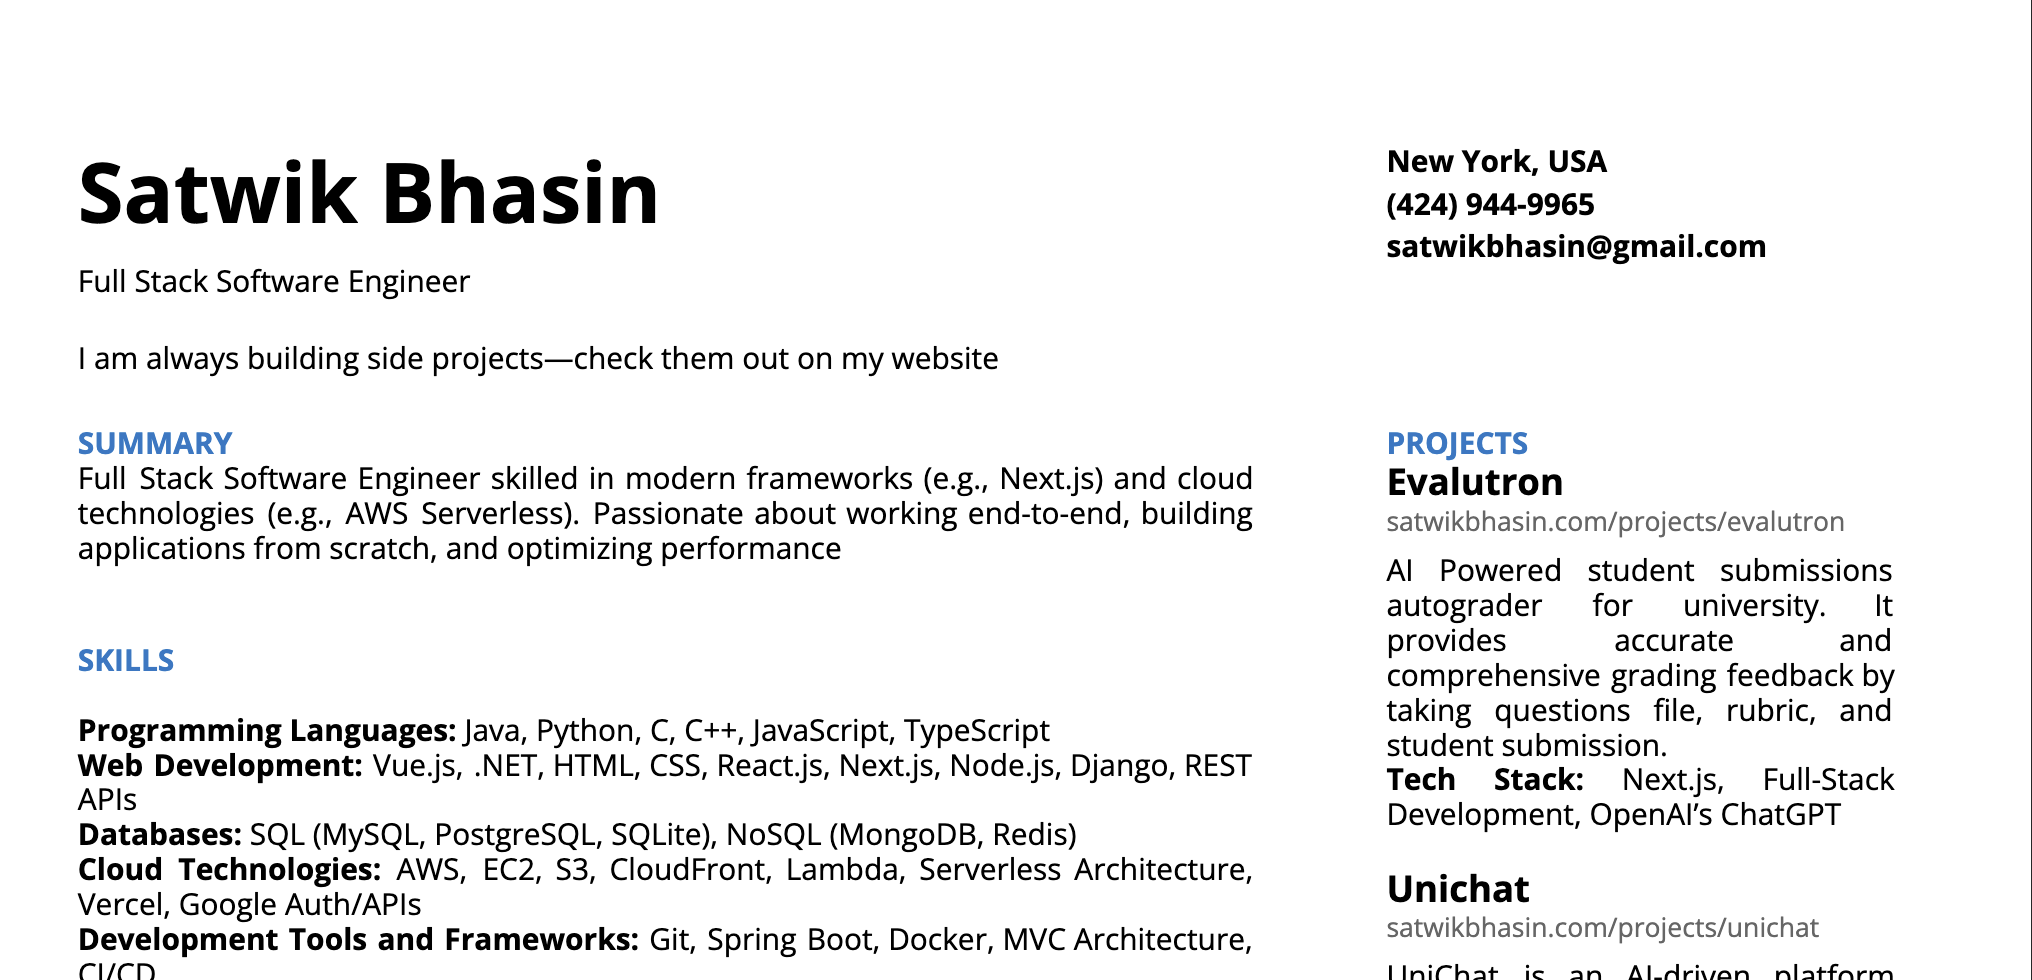 Satwik Bhasin
Full Stack Software Engineer
I am always building side projects—check them out on my website
New York, USA
(424) 944-9965
satwikbhasin@gmail.com
SUMMARY
Full Stack Software Engineer skilled in modern frameworks (e.g., Next.js) and cloud
technologies (e.g., AWS Serverless). Passionate about working end-to-end, building
applications from scratch, and optimizing performance
SKILLS
Programming Languages: Java, Python, C, C++, JavaScript, TypeScript
Web Development: Vue.js, .NET, HTML, CSS, React.js, Next.js, Node.js, Django, REST
APIs
Databases: SQL (MySQL, PostgreSQL, SQLite), NoSQL (MongoDB, Redis)
Cloud Technologies: AWS, EC2, S3, CloudFront, Lambda, Serverless Architecture,
Vercel, Google Auth/APIs
Development Tools and Frameworks: Git, Spring Boot, Docker, MVC Architecture,
CI/CD
PROJECTS
Evalutron
satwikbhasin.com/projects/evalutron
AI Powered student submissions
autograder for university. It
provides accurate and
comprehensive grading feedback by
taking questions file, rubric, and
student submission.
Tech Stack: Next.js, Full-Stack
Development, OpenAI’s ChatGPT
Unichat
satwikbhasin.com/projects/unichat
UniChat is an AI-driven platform